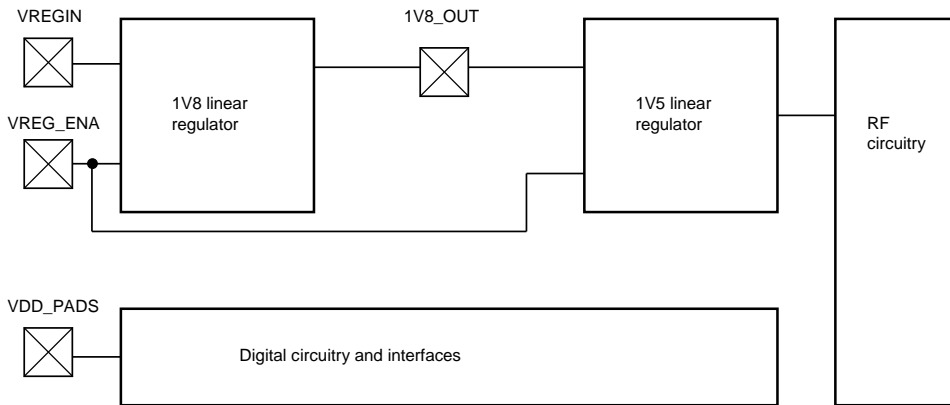 VREGIN
1V8_OUT
1V8 linear
regulator
1V5 linear
regulator
VREG_ENA
RF
circuitry
VDD_PADS
Digital circuitry and interfaces